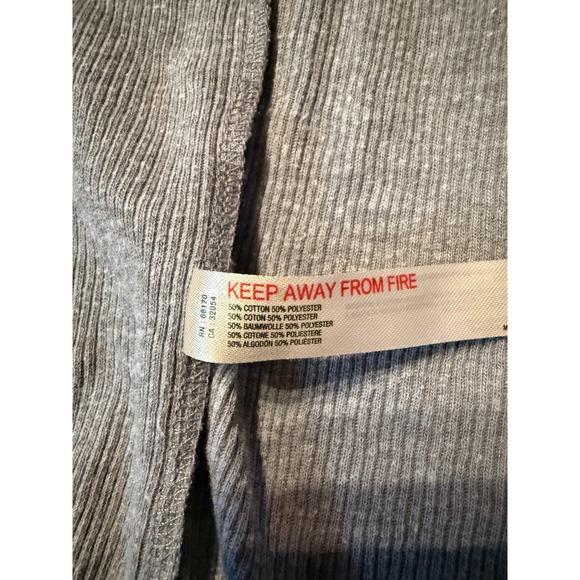 KEEP AWAY FROM FIRE
50% COTTON 50% POLYESTER
50% COTON 50% POLYESTER
50% BAUMWOLLE 50% POLYESTER
50% COTONE 50% POLIESTERE
50% ALGODÓN 50% POLIÉSTER
RN : 66170
CA : 32054
M